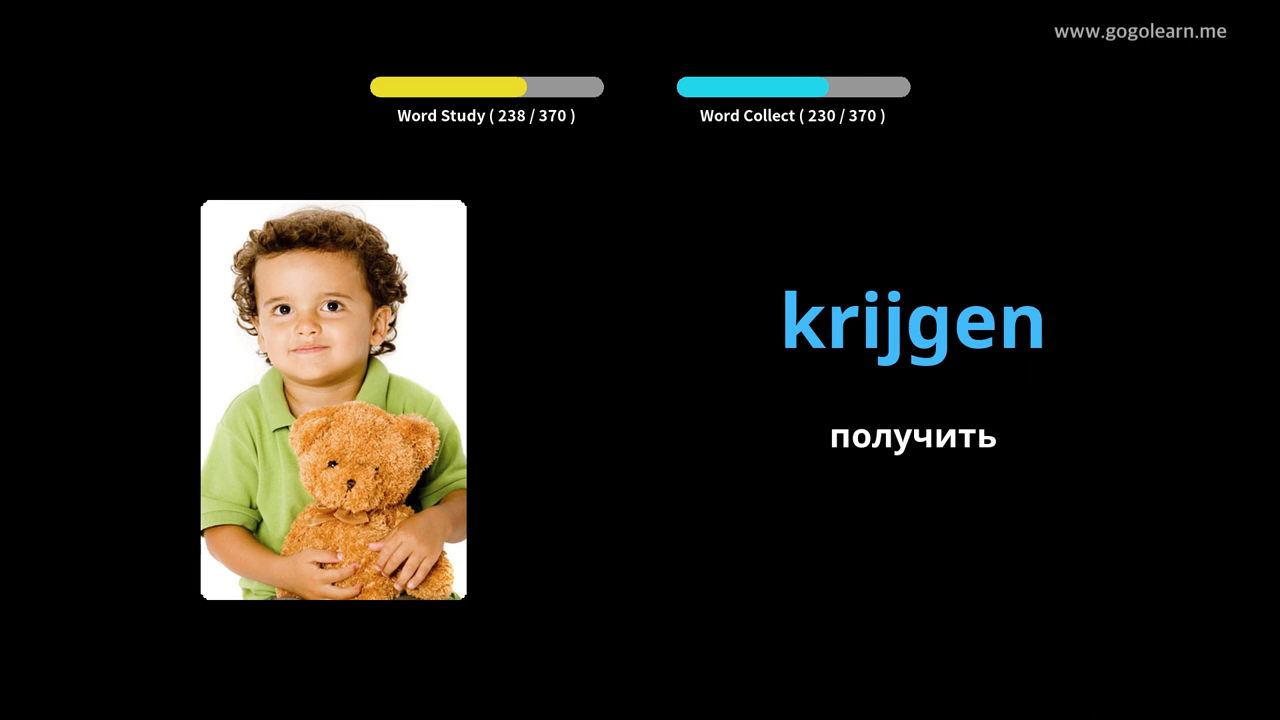 www.gogolearn.me
Word Study ( 238 / 370 )
Word Collect ( 230 / 370 )
krijgen
получить